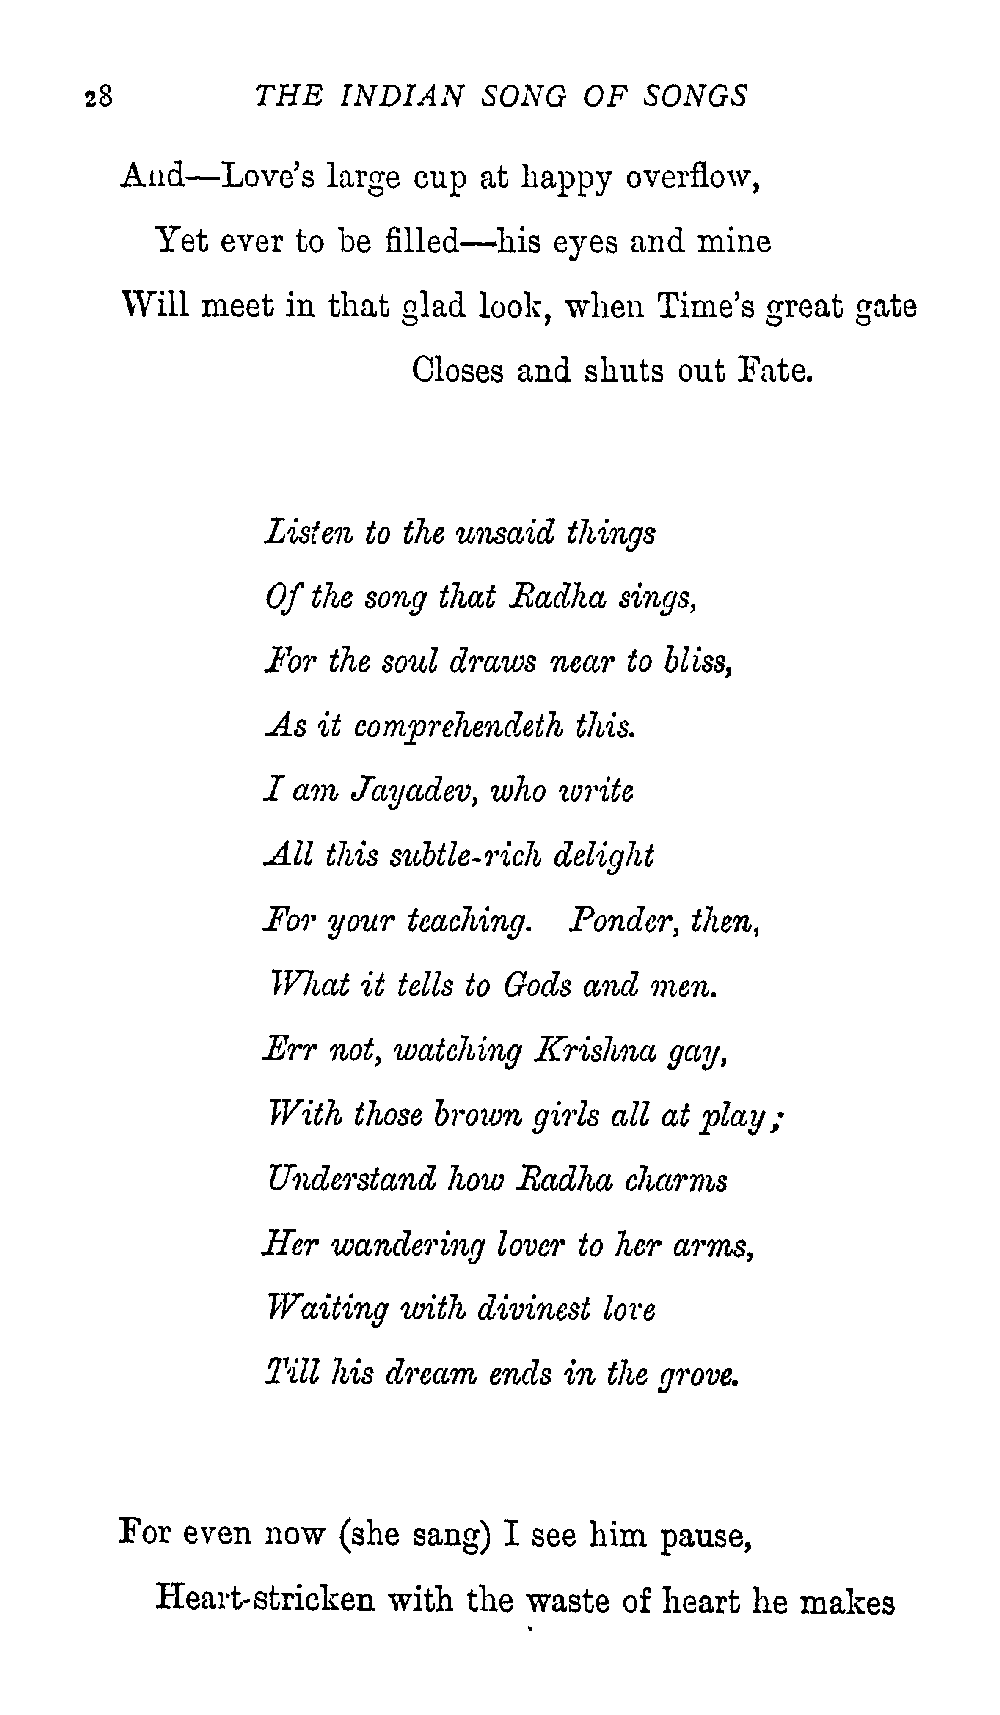 28 THE INDIAN SONG OF SONGS
And—Love's large cup at happy overflow,
Yet ever to be filled—his eyes and mine
Will meet in that glad look, when Time's great gate
Closes and shuts out Fate.
Listen to the unsaid things
Of the song that Radha sings,
For the soul draws near to bliss,
As it comprehendeth this.
I am Jayadev, who write
All this subtle-rich delight
For your teaching. Ponder, then,
What it tells to Gods and men.
Err not, watching Krishna gay,
With those brown girls all at play;
Understand how Radha charms
Her wandering lover to her arms,
Waiting with divinest love
Till his dream ends in the grove.
For even now (she sang) I see him pause,
Heart-stricken with the waste of heart he makes